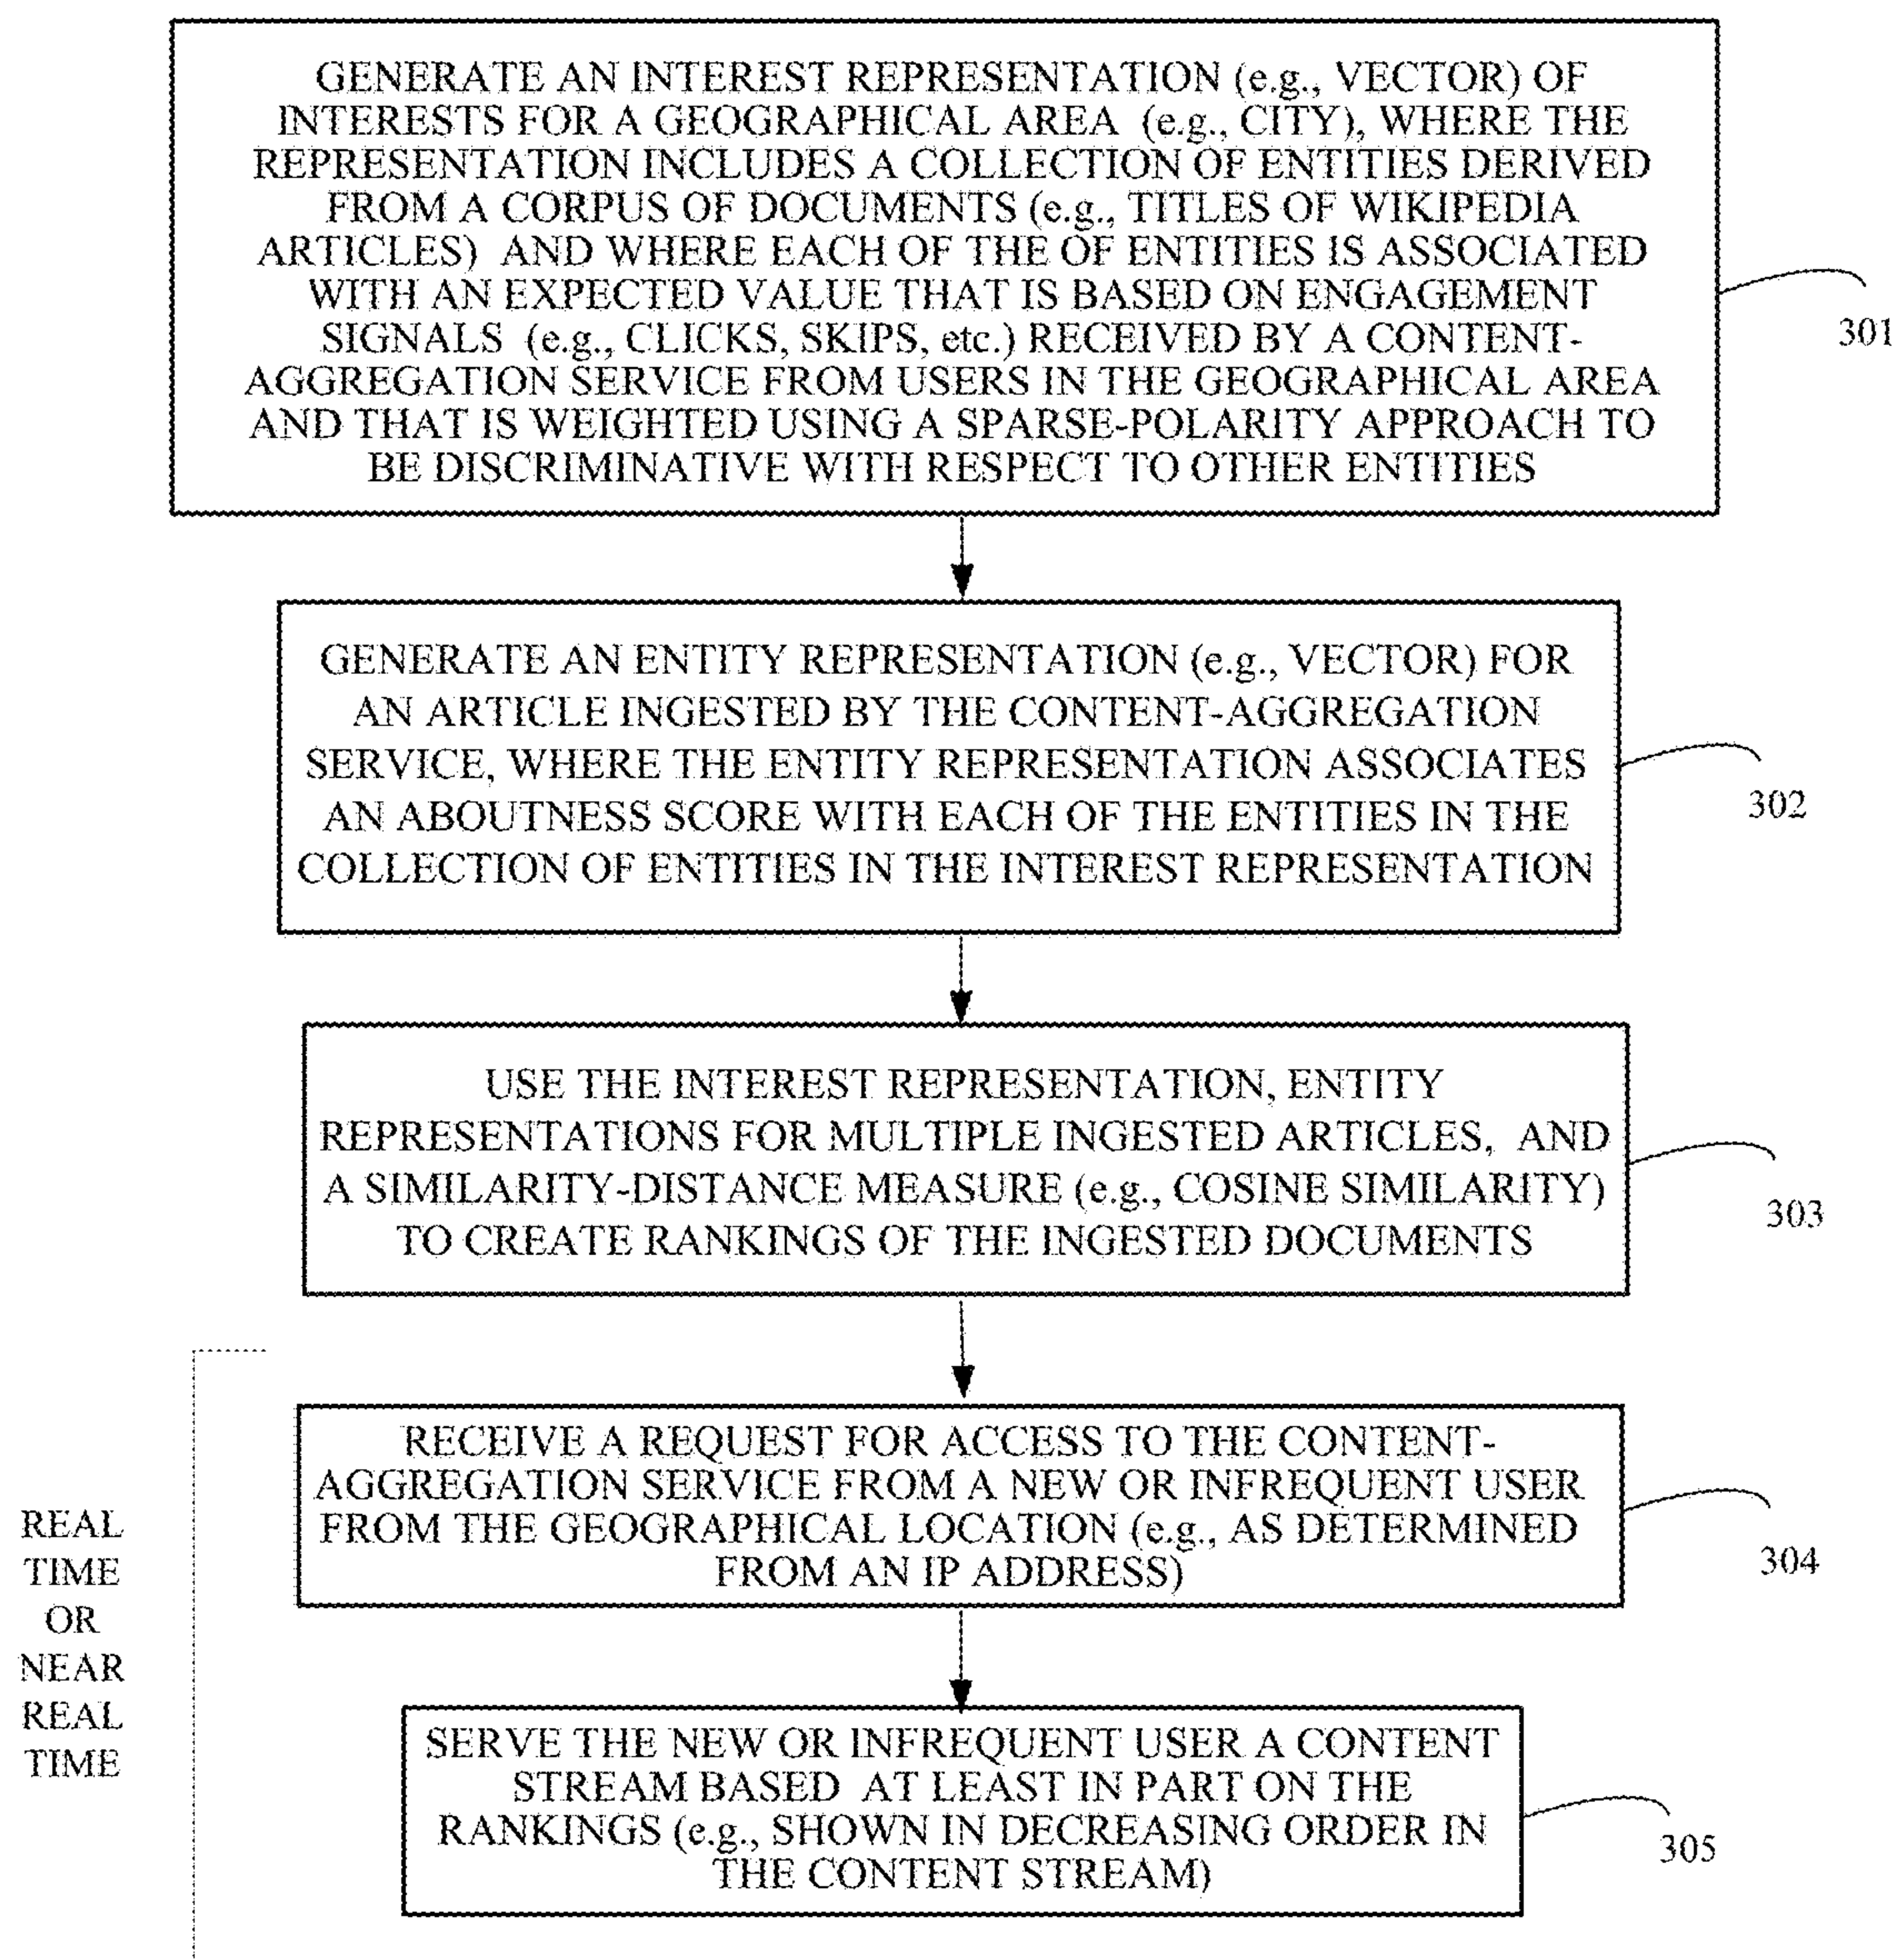 GENERATE AN INTEREST REPRESENTATION (e.g., VECTOR) OF
INTERESTS FOR A GEOGRAPHICAL AREA (e.g., CITY), WHERE THE
REPRESENTATION INCLUDES A COLLECTION OF ENTITIES DERIVED
FROM A CORPUS OF DOCUMENTS (e.g., TITLES OF WIKIPEDIA
ARTICLES) AND WHERE EACH OF THE OF ENTITIES IS ASSOCIATED
WITH AN EXPECTED VALUE THAT IS BASED ON ENGAGEMENT
SIGNALS (e.g., CLICKS, SKIPS, etc.) RECEIVED BY A CONTENT-
AGGREGATION SERVICE FROM USERS IN THE GEOGRAPHICAL AREA
AND THAT IS WEIGHTED USING A SPARSE-POLARITY APPROACH TO
BE DISCRIMINATIVE WITH RESPECT TO OTHER ENTITIES
301
GENERATE AN ENTITY REPRESENTATION (e.g., VECTOR) FOR
AN ARTICLE INGESTED BY THE CONTENT-AGGREGATION
SERVICE, WHERE THE ENTITY REPRESENTATION ASSOCIATES
AN ABOUTNESS SCORE WITH EACH OF THE ENTITIES IN THE
COLLECTION OF ENTITIES IN THE INTEREST REPRESENTATION
302
USE THE INTEREST REPRESENTATION, ENTITY
REPRESENTATIONS FOR MULTIPLE INGESTED ARTICLES, AND
A SIMILARITY-DISTANCE MEASURE (e.g., COSINE SIMILARITY)
TO CREATE RANKINGS OF THE INGESTED DOCUMENTS
303
RECEIVE A REQUEST FOR ACCESS TO THE CONTENT-
AGGREGATION SERVICE FROM A NEW OR INFREQUENT USER
FROM THE GEOGRAPHICAL LOCATION (e.g., AS DETERMINED
FROM AN IP ADDRESS)
304
REAL
TIME
OR
NEAR
REAL
TIME
SERVE THE NEW OR INFREQUENT USER A CONTENT
STREAM BASED AT LEAST IN PART ON THE
RANKINGS (e.g., SHOWN IN DECREASING ORDER IN
THE CONTENT STREAM)
305